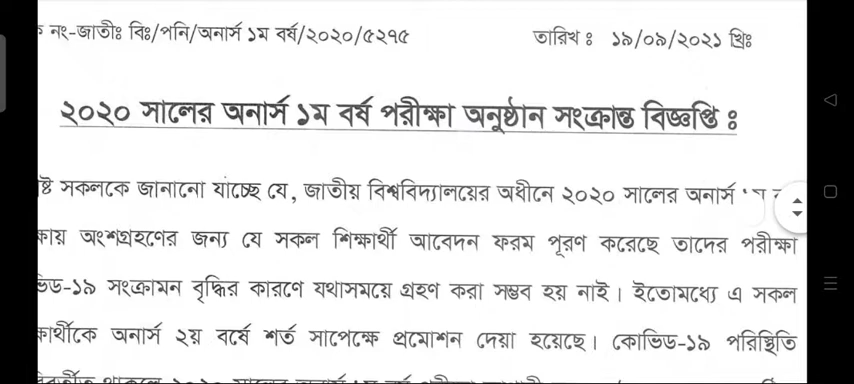 নং-জাতীঃ বিঃ/পনি/অনার্স ১ম বর্ষ/২০২০/৫২৭৫ তারিখ : ১৯/০৯/২০২১ খ্রিঃ
২০২০ সালের অনার্স ১ম বর্ষ পরীক্ষা অনুষ্ঠান সংক্রান্ত বিজ্ঞপ্তি :
ষ্ট সকলকে জানানো যাচ্ছে যে, জাতীয় বিশ্ববিদ্যালয়ের অধীনে ২০২০ সালের অনার্স
ক্ষায় অংশগ্রহণের জন্য যে সকল শিক্ষার্থী আবেদন ফরম পূরণ করেছে তাদের পরীক্ষা
ভিড-১৯ সংক্রামন বৃদ্ধির কারণে যথাসময়ে গ্রহণ করা সম্ভব হয় নাই। ইতোমধ্যে এ সকল
ক্ষার্থীকে অনার্স ২য় বর্ষে শর্ত সাপেক্ষে প্রমোশন দেয়া হয়েছে। কোভিড-১৯ পরিস্থিতি